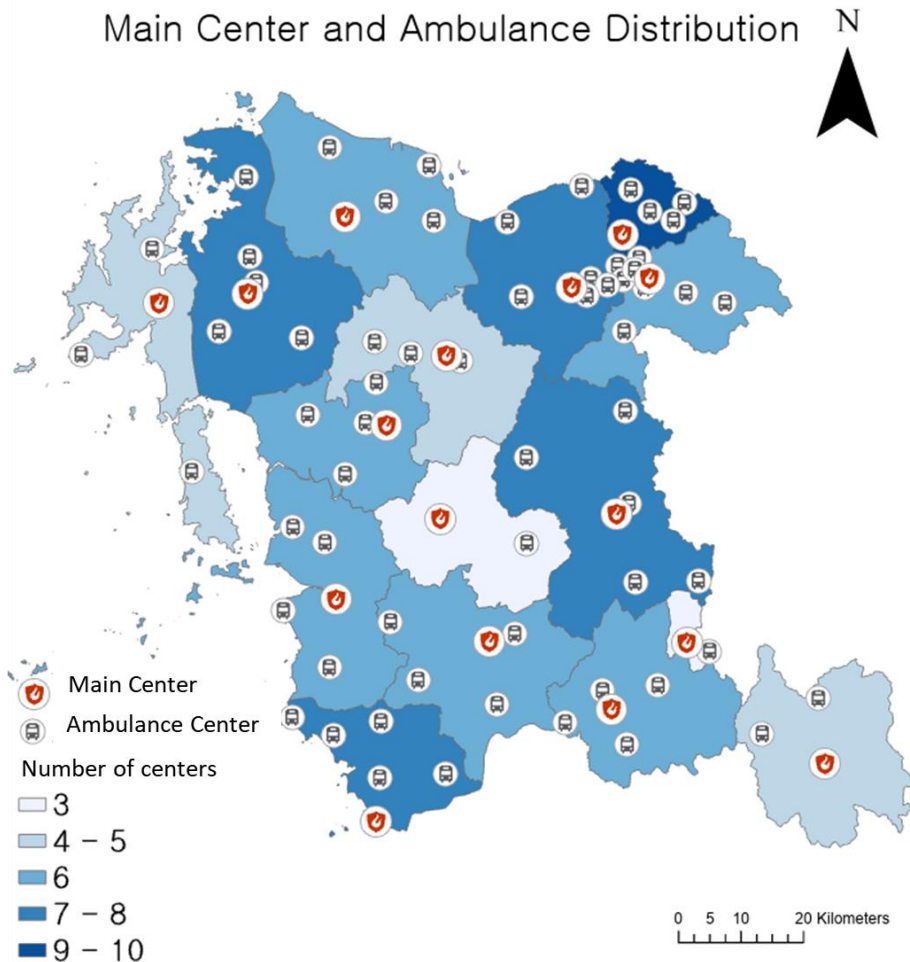 Main Center and Ambulance Distribution
N
Main Center
Ambulance Center
Number of centers
3
4 - 5
6
7 - 8
9 - 10
0 5 10 20 Kilometers